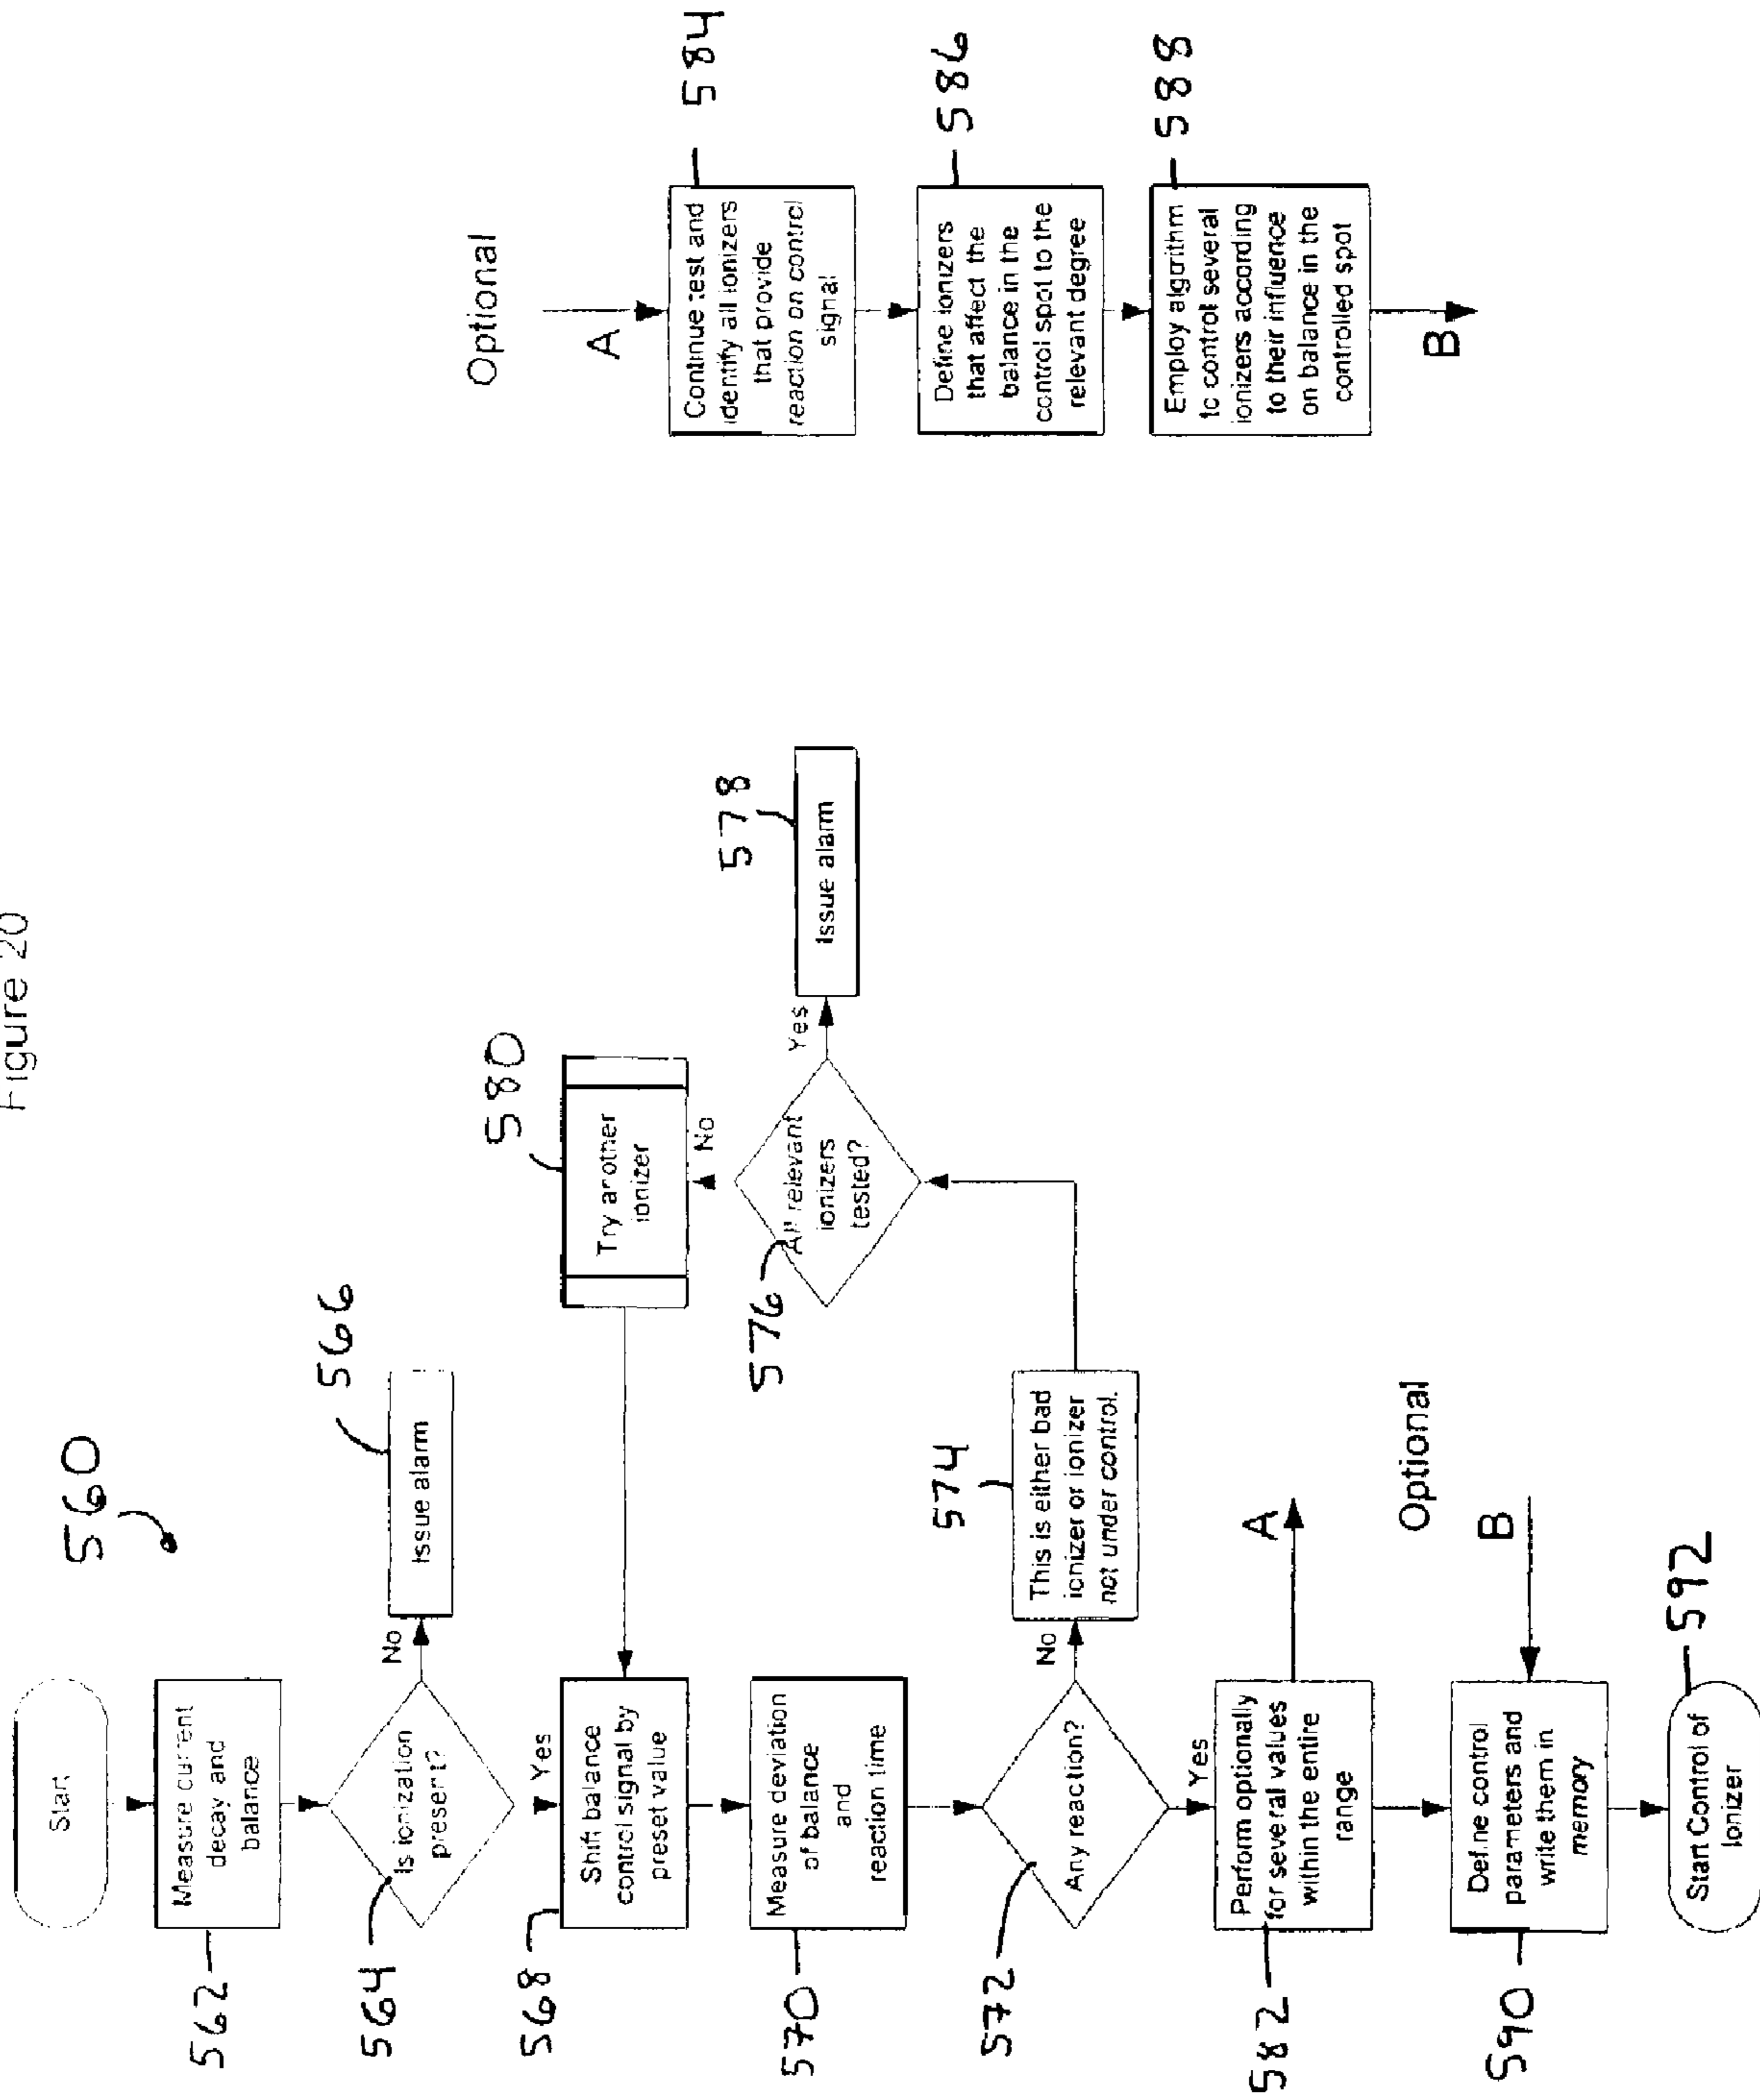 Figure 20
560
Start
562
Measure current
decay and
balance
564
Is ionization
present?
No
566
Issue alarm
Yes
568
Shift balance
control signal by
preset value
570
Measure deviation
of balance
and
reaction time
572
Any reaction?
No
574
This is either bad
ionizer or ionizer
not under control.
576
All relevant
ionizers
tested?
Yes
578
Issue alarm
No
580
Try another
ionizer
Yes
582
Perform optionally
for several values
within the entire
range
A
Optional
B
590
Define control
parameters and
write them in
memory
592
Start Control of
Ionizer
Optional
A
584
Continue test and
identify all ionizers
that provide
reaction on control
signal
586
Define ionizers
that affect the
balance in the
control spot to the
relevant degree
588
Employ algorithm
to control several
ionizers according
to their influence
on balance in the
controlled spot
B